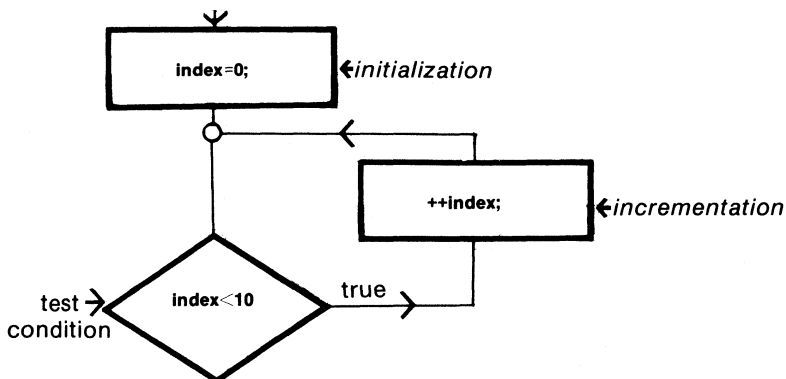 index=0;
←initialization
++index;
←incrementation
index<10
true
test
condition